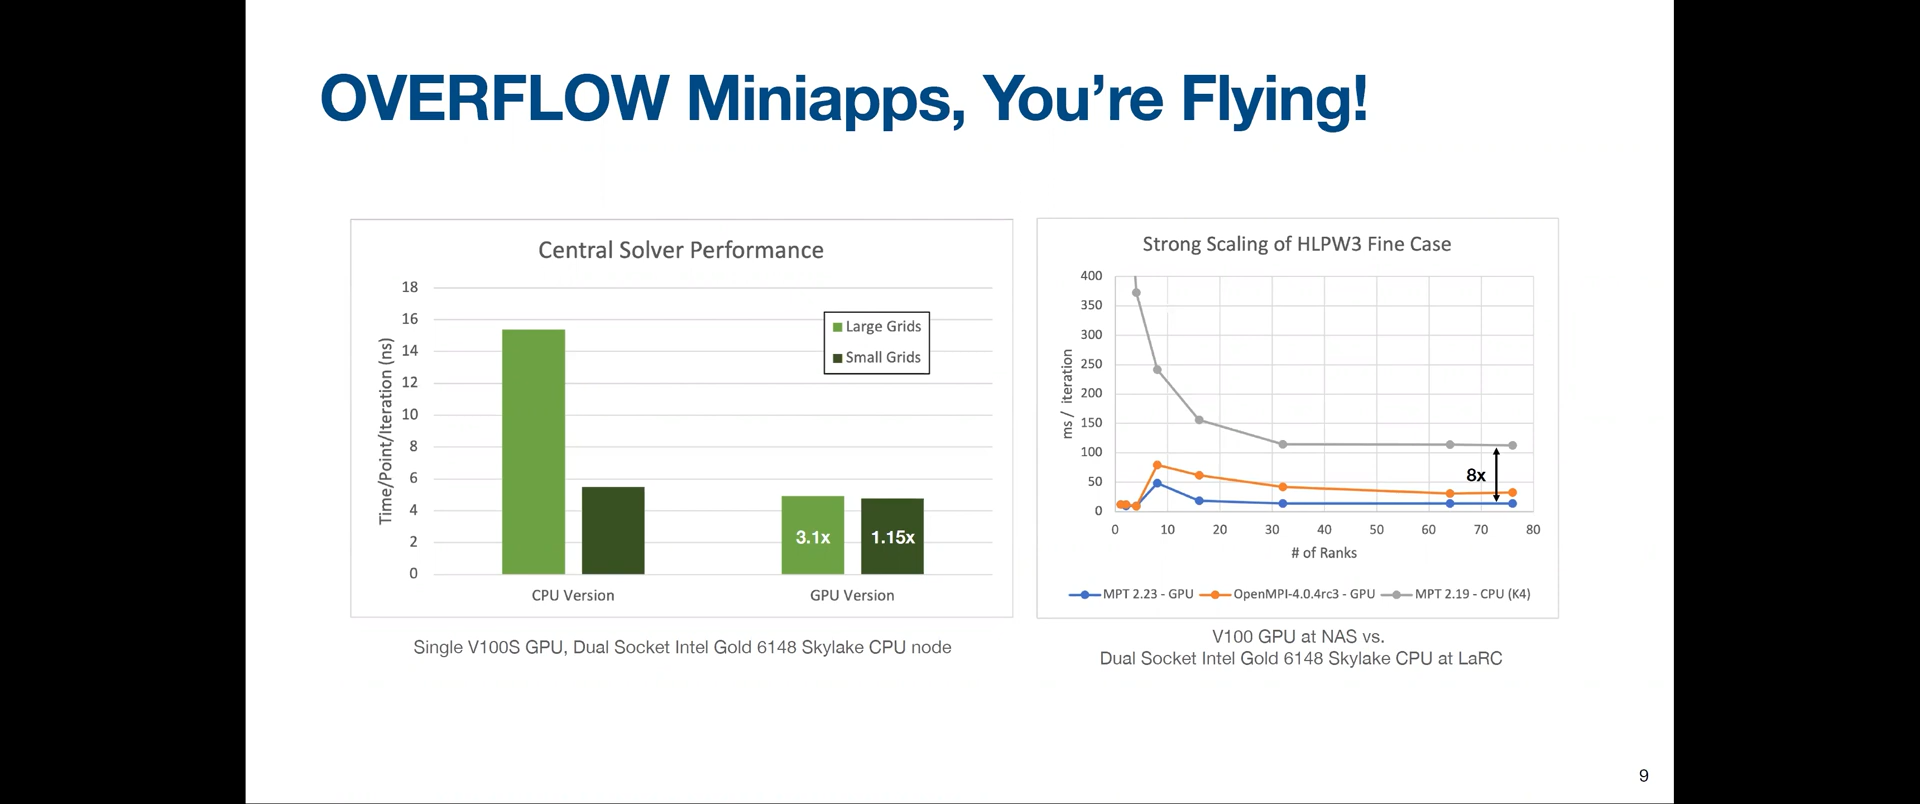 OVERFLOW Miniapps, You’re Flying!
Central Solver Performance
Time/Point/Iteration (ns)
18
16
14
12
10
8
6
4
2
0
Large Grids
Small Grids
3.1x
1.15x
CPU Version
GPU Version
Single V100S GPU, Dual Socket Intel Gold 6148 Skylake CPU node
Strong Scaling of HLPW3 Fine Case
ms / iteration
400
350
300
250
200
150
100
50
0
8x
0 10 20 30 40 50 60 70 80
# of Ranks
MPT 2.23 - GPU
OpenMPI-4.0.4rc3 - GPU
MPT 2.19 - CPU (K4)
V100 GPU at NAS vs.
Dual Socket Intel Gold 6148 Skylake CPU at LaRC
9